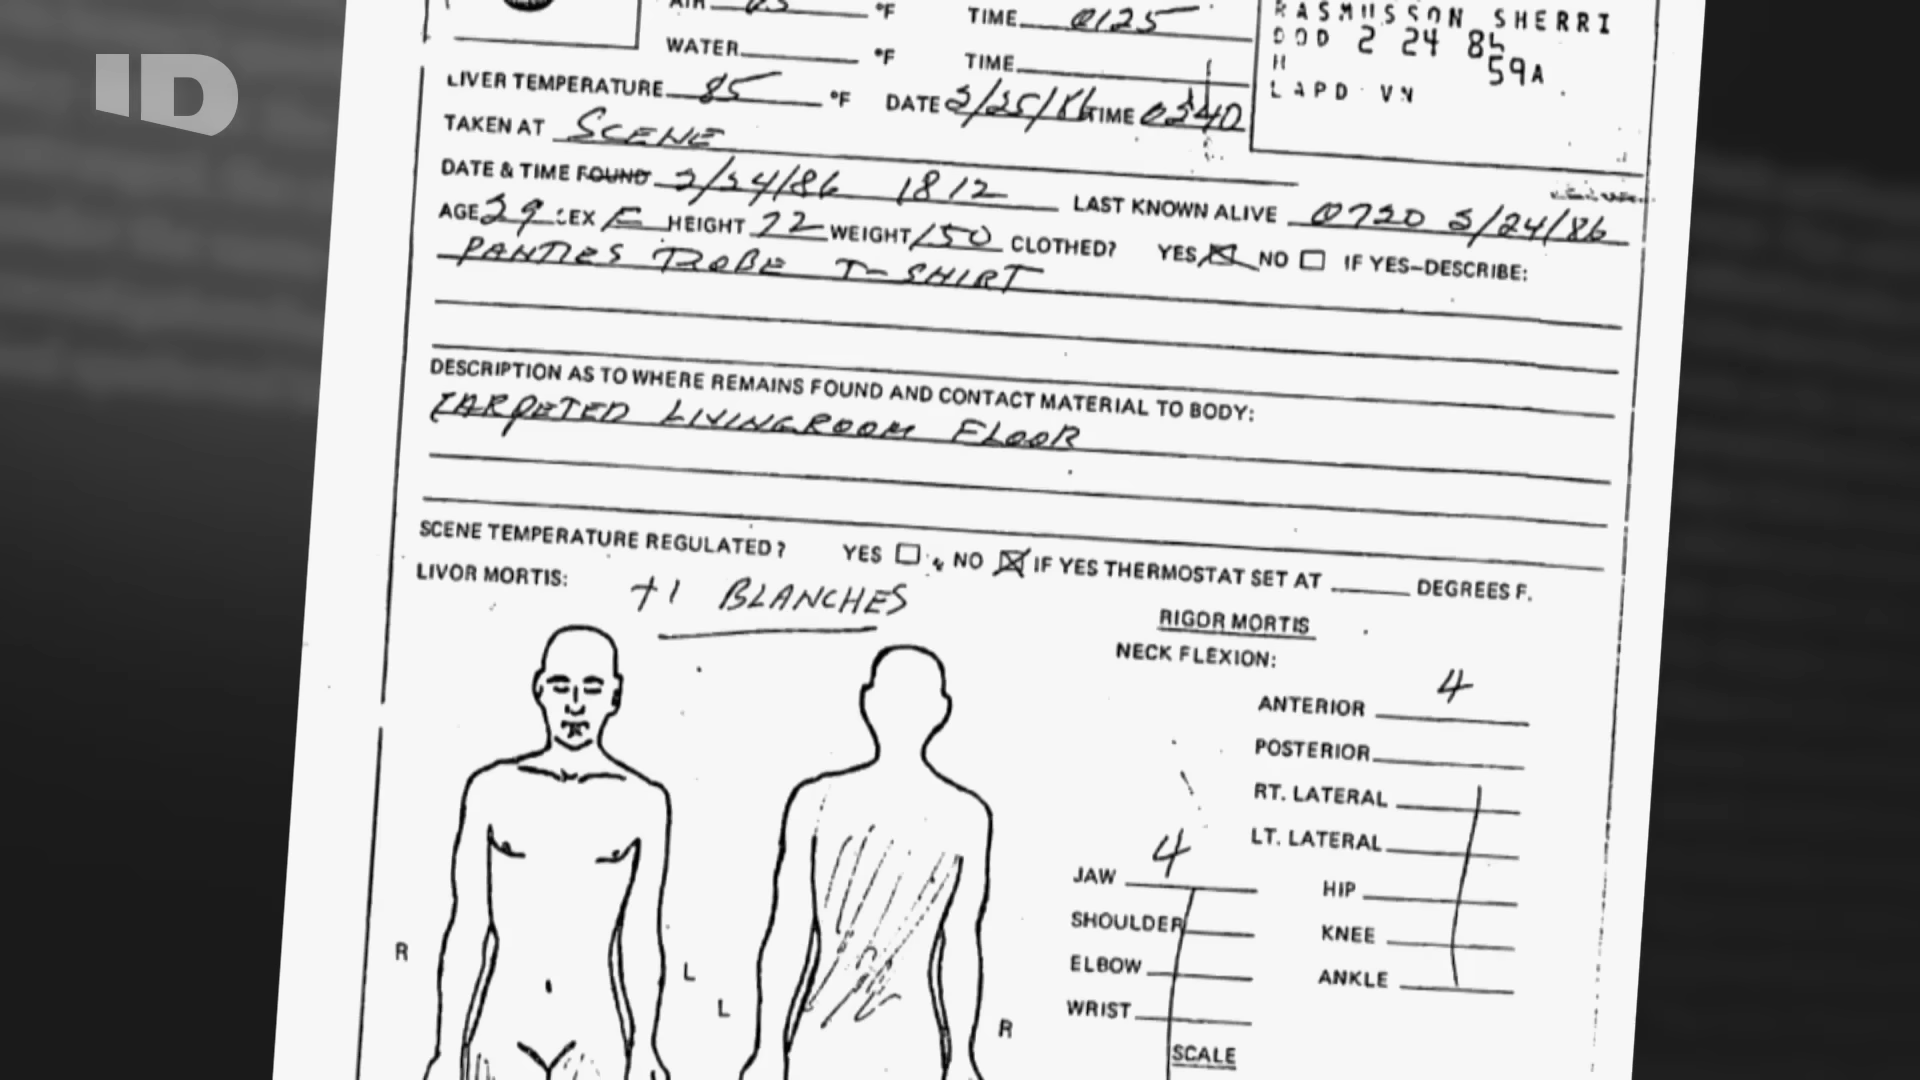 ID
AIR °F TIME 0125
WATER °F TIME
RASMUSSON SHERRI
DOD 2 24 86
59A
H
LAPD VN
LIVER TEMPERATURE 85 °F DATE 2/25/86 TIME 0340
TAKEN AT SCENE
DATE & TIME FOUND 2/24/86 1812 LAST KNOWN ALIVE 0720 2/24/86
AGE 29 SEX F HEIGHT 72 WEIGHT 150 CLOTHED? YES NO IF YES-DESCRIBE:
PANTIES ROBE T-SHIRT
DESCRIPTION AS TO WHERE REMAINS FOUND AND CONTACT MATERIAL TO BODY:
CARPETED LIVINGROOM FLOOR
SCENE TEMPERATURE REGULATED? YES NO IF YES THERMOSTAT SET AT DEGREES F.
LIVOR MORTIS: +1 BLANCHES
RIGOR MORTIS
NECK FLEXION:
ANTERIOR 4
POSTERIOR
RT. LATERAL
LT. LATERAL
JAW 4 HIP
SHOULDER KNEE
ELBOW ANKLE
WRIST
SCALE
R L L R